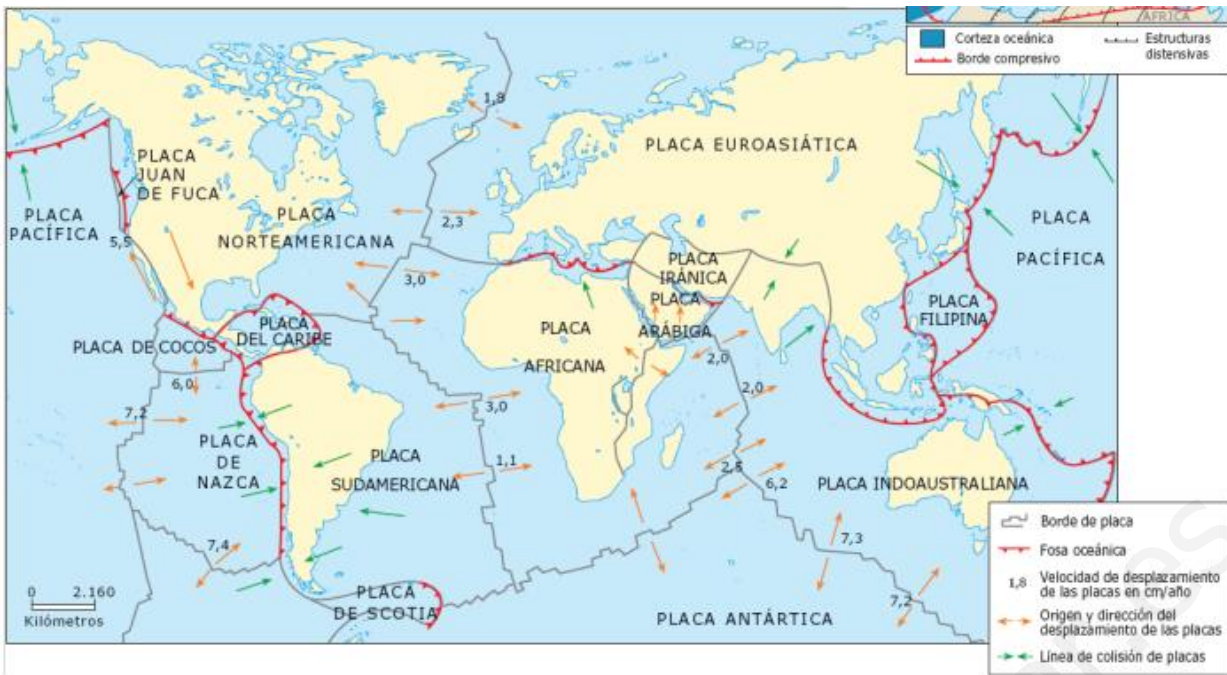 ÁFRICA
Corteza oceánica
Estructuras
distensivas
Borde compresivo
1,8
PLACA EUROASIÁTICA
PLACA
JUAN
DE FUCA
PLACA
PACÍFICA
PLACA
NORTEAMERICANA
5,5
2,3
3,0
PLACA
PACÍFICA
PLACA
IRÁNICA
PLACA
ARÁBIGA
PLACA
FILIPINA
PLACA
DEL CARIBE
PLACA DE COCOS
PLACA
AFRICANA
6,0
2,0
2,0
7,2
3,0
PLACA
DE
NAZCA
PLACA
SUDAMERICANA
1,1
2,5
6,2
PLACA INDOAUSTRALIANA
7,4
7,3
7,2
PLACA
DE SCOTIA
PLACA ANTÁRTICA
0 2.160
Kilómetros
Borde de placa
Fosa oceánica
1,8 Velocidad de desplazamiento
de las placas en cm/año
Origen y dirección del
desplazamiento de las placas
Línea de colisión de placas